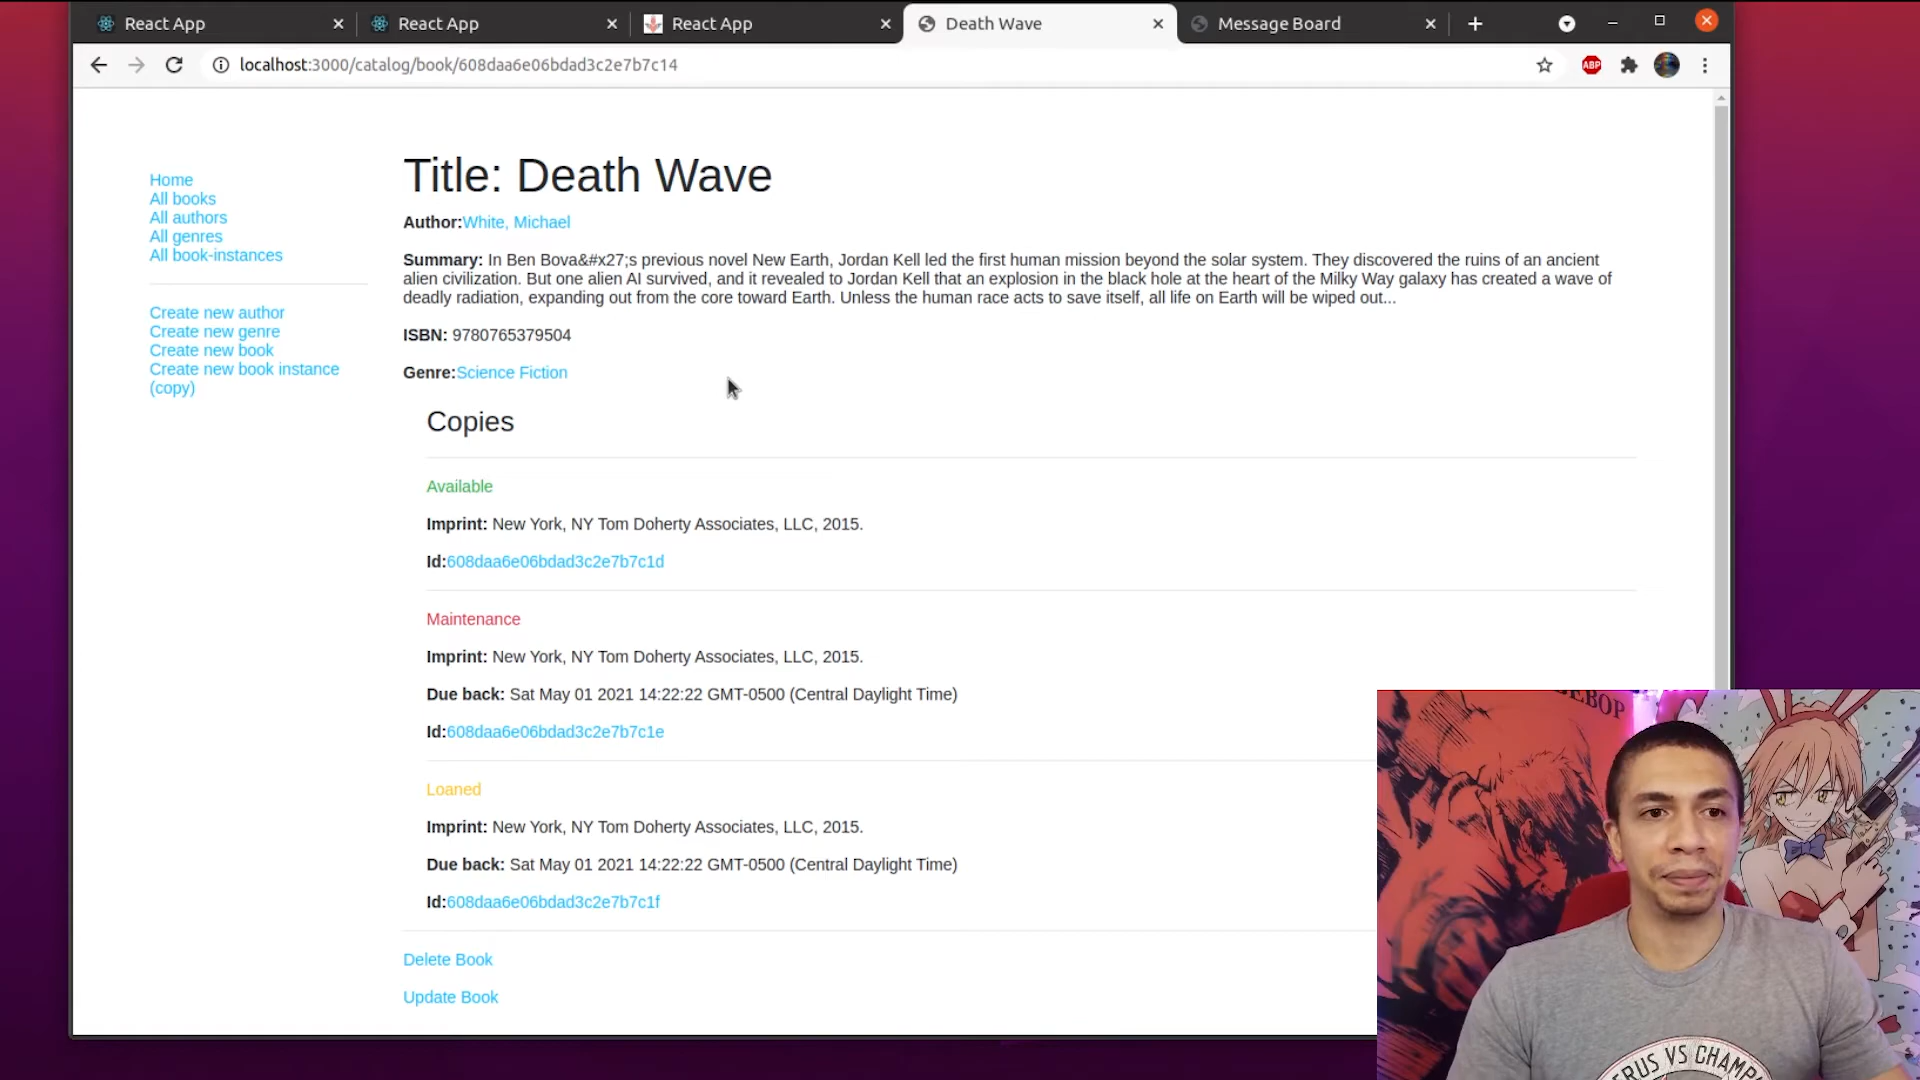 React App
React App
React App
Death Wave
Message Board
localhost:3000/catalog/book/608daa6e06bdad3c2e7b7c14
ABP
Home
All books
All authors
All genres
All book-instances
Create new author
Create new genre
Create new book
Create new book instance
(copy)
Title: Death Wave
Author:White, Michael
Summary: In Ben Bova&#x27;s previous novel New Earth, Jordan Kell led the first human mission beyond the solar system. They discovered the ruins of an ancient
alien civilization. But one alien AI survived, and it revealed to Jordan Kell that an explosion in the black hole at the heart of the Milky Way galaxy has created a wave of
deadly radiation, expanding out from the core toward Earth. Unless the human race acts to save itself, all life on Earth will be wiped out...
ISBN: 9780765379504
Genre:Science Fiction
Copies
Available
Imprint: New York, NY Tom Doherty Associates, LLC, 2015.
Id:608daa6e06bdad3c2e7b7c1d
Maintenance
Imprint: New York, NY Tom Doherty Associates, LLC, 2015.
Due back: Sat May 01 2021 14:22:22 GMT-0500 (Central Daylight Time)
Id:608daa6e06bdad3c2e7b7c1e
Loaned
Imprint: New York, NY Tom Doherty Associates, LLC, 2015.
Due back: Sat May 01 2021 14:22:22 GMT-0500 (Central Daylight Time)
Id:608daa6e06bdad3c2e7b7c1f
Delete Book
Update Book
EBOP
VS